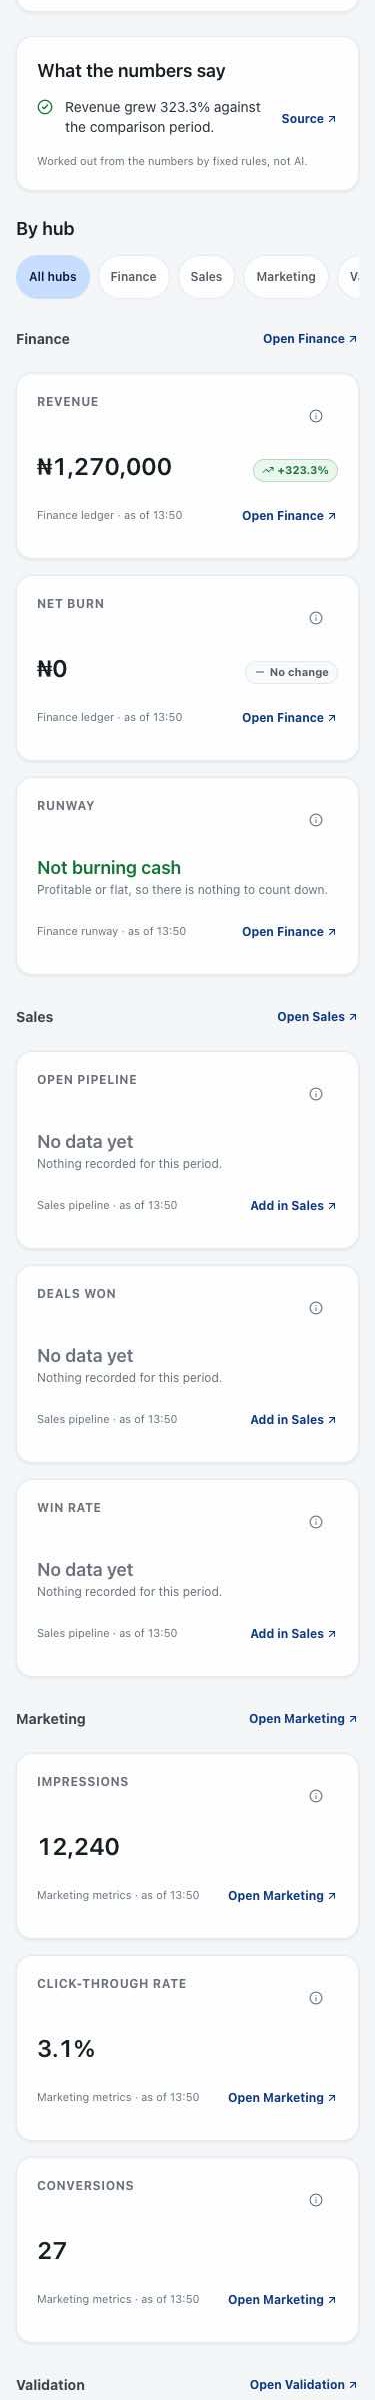 What the numbers say
Revenue grew 323.3% against
the comparison period.
Source
Worked out from the numbers by fixed rules, not AI.
By hub
All hubs
Finance
Sales
Marketing
Finance
Open Finance
REVENUE
₦1,270,000
+323.3%
Finance ledger · as of 13:50
Open Finance
NET BURN
₦0
No change
Finance ledger · as of 13:50
Open Finance
RUNWAY
Not burning cash
Profitable or flat, so there is nothing to count down.
Finance runway · as of 13:50
Open Finance
Sales
Open Sales
OPEN PIPELINE
No data yet
Nothing recorded for this period.
Sales pipeline · as of 13:50
Add in Sales
DEALS WON
No data yet
Nothing recorded for this period.
Sales pipeline · as of 13:50
Add in Sales
WIN RATE
No data yet
Nothing recorded for this period.
Sales pipeline · as of 13:50
Add in Sales
Marketing
Open Marketing
IMPRESSIONS
12,240
Marketing metrics · as of 13:50
Open Marketing
CLICK-THROUGH RATE
3.1%
Marketing metrics · as of 13:50
Open Marketing
CONVERSIONS
27
Marketing metrics · as of 13:50
Open Marketing
Validation
Open Validation